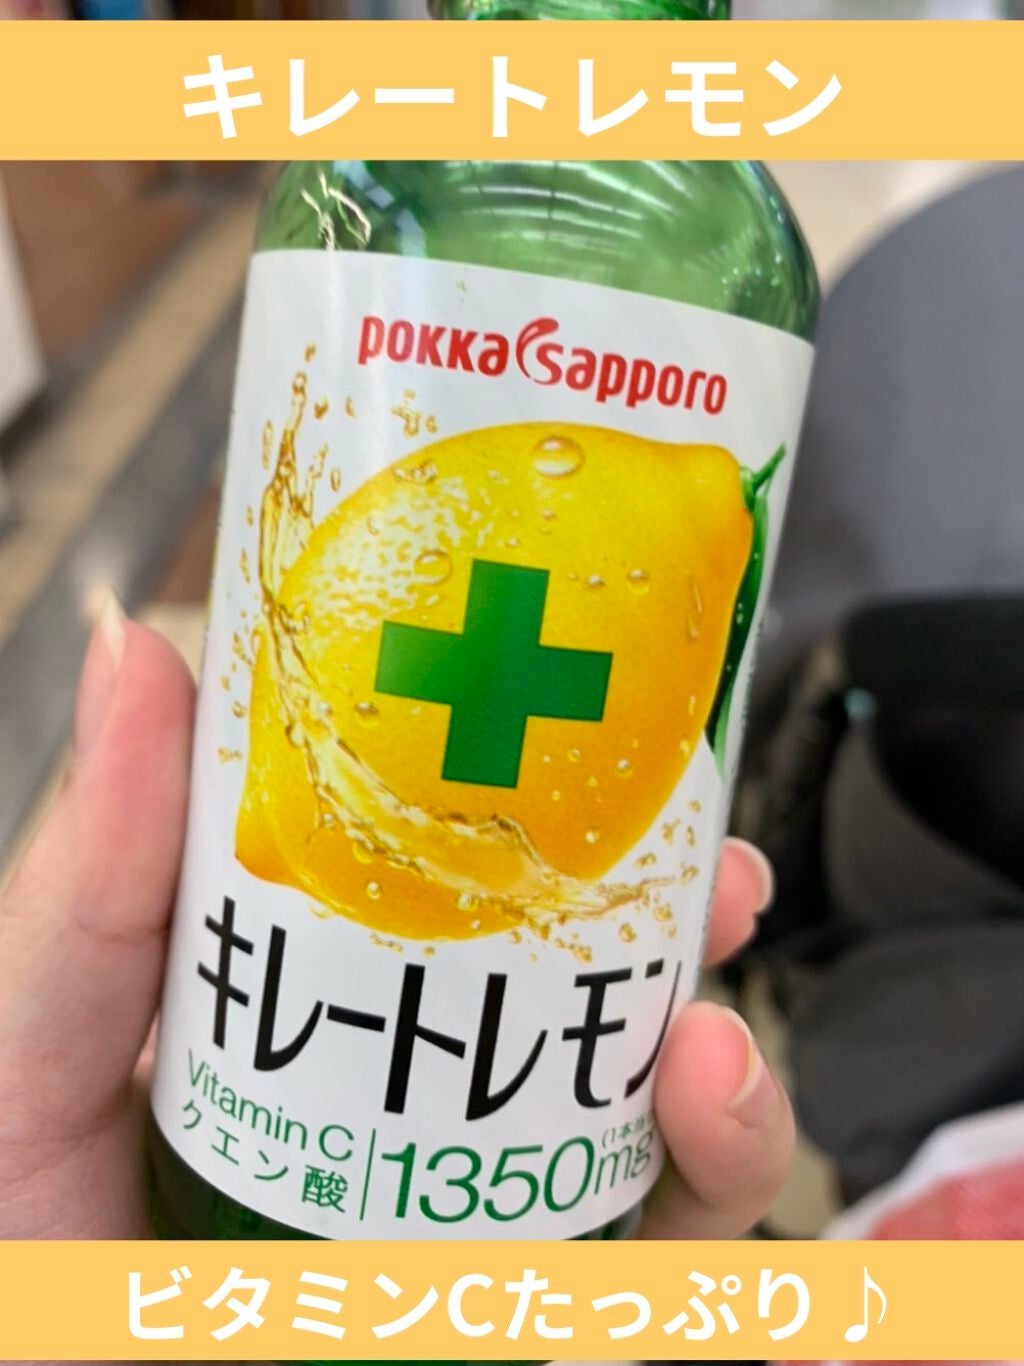 キレートレモン
pokka sapporo
キレートレモン
Vitamin C
クエン酸
1350mg
ビタミンCたっぷり♪